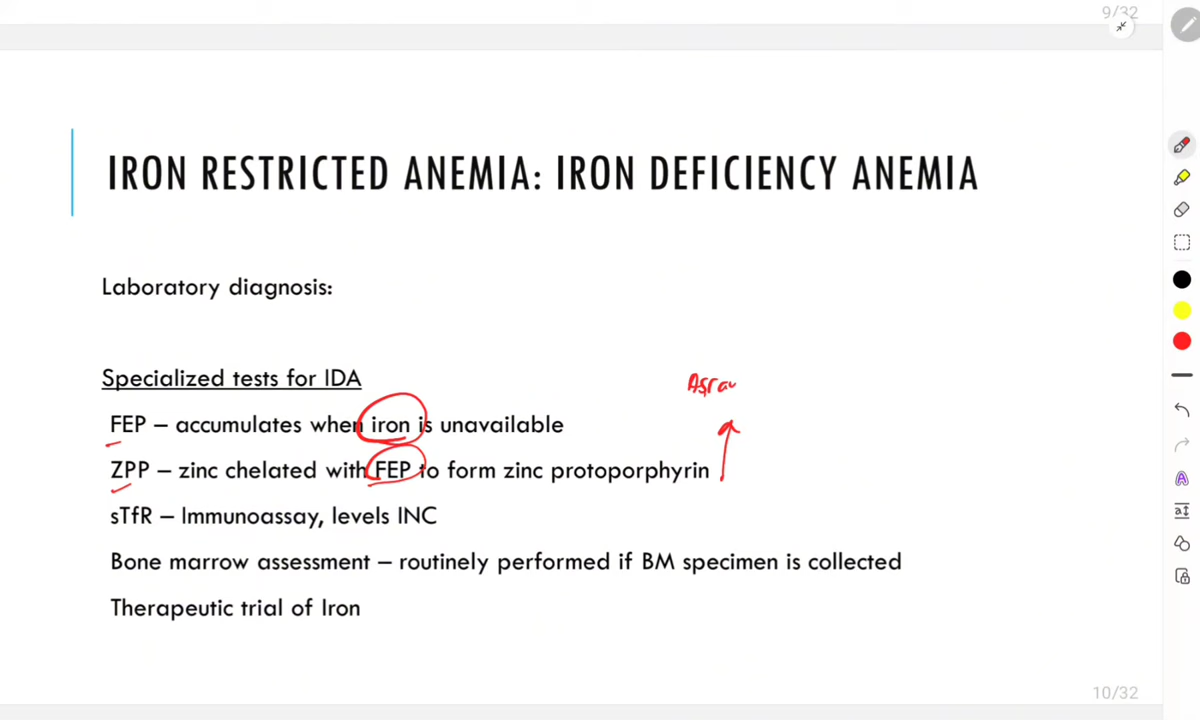 9/32
IRON RESTRICTED ANEMIA: IRON DEFICIENCY ANEMIA
Laboratory diagnosis:
Specialized tests for IDA
FEP – accumulates when iron is unavailable
ZPP – zinc chelated with FEP to form zinc protoporphyrin
sTfR – Immunoassay, levels INC
Bone marrow assessment – routinely performed if BM specimen is collected
Therapeutic trial of Iron
10/32